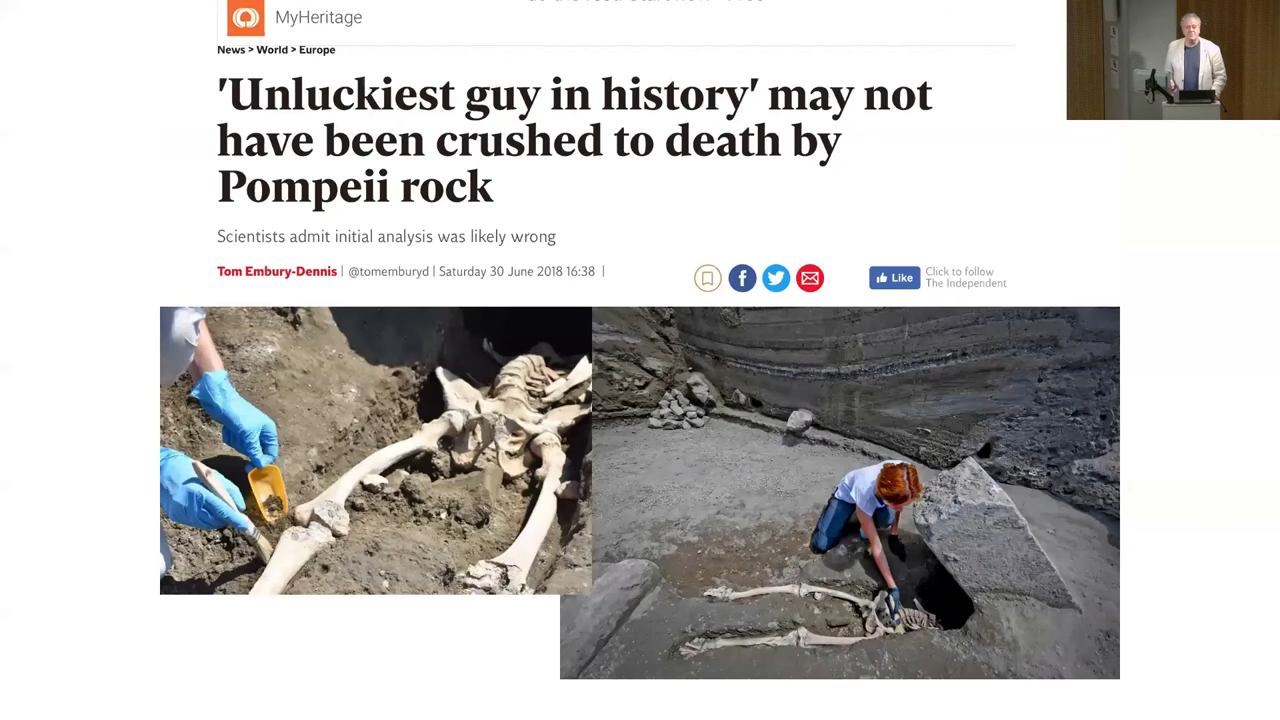 MyHeritage
News > World > Europe
'Unluckiest guy in history' may not
have been crushed to death by
Pompeii rock
Scientists admit initial analysis was likely wrong
Tom Embury-Dennis | @tomemburyd | Saturday 30 June 2018 16:38 |
Like
Click to follow
The Independent